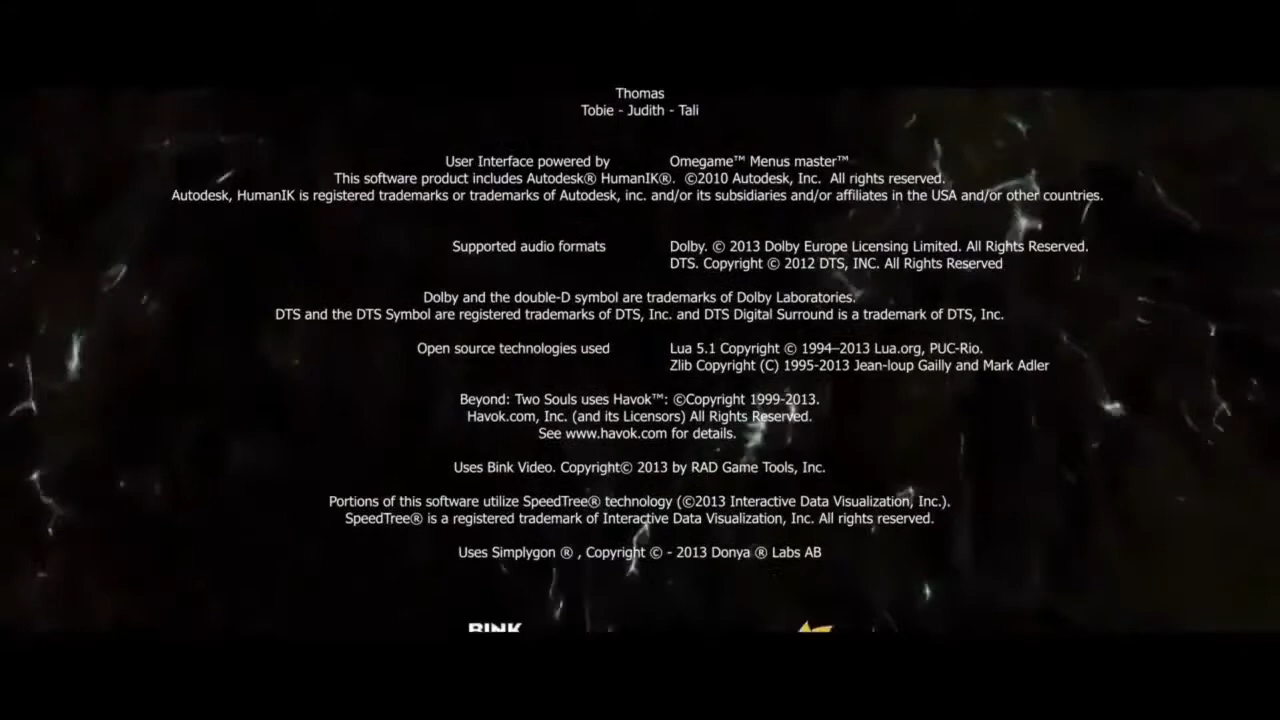 Thomas
Tobie - Judith - Tali
User Interface powered by Omegame™ Menus master™
This software product includes Autodesk® HumanIK®. ©2010 Autodesk, Inc. All rights reserved.
Autodesk, HumanIK is registered trademarks or trademarks of Autodesk, inc. and/or its subsidiaries and/or affiliates in the USA and/or other countries.
Supported audio formats Dolby. © 2013 Dolby Europe Licensing Limited. All Rights Reserved.
DTS. Copyright © 2012 DTS, INC. All Rights Reserved
Dolby and the double-D symbol are trademarks of Dolby Laboratories.
DTS and the DTS Symbol are registered trademarks of DTS, Inc. and DTS Digital Surround is a trademark of DTS, Inc.
Open source technologies used Lua 5.1 Copyright © 1994–2013 Lua.org, PUC-Rio.
Zlib Copyright (C) 1995-2013 Jean-loup Gailly and Mark Adler
Beyond: Two Souls uses Havok™: ©Copyright 1999-2013.
Havok.com, Inc. (and its Licensors) All Rights Reserved.
See www.havok.com for details.
Uses Bink Video. Copyright© 2013 by RAD Game Tools, Inc.
Portions of this software utilize SpeedTree® technology (©2013 Interactive Data Visualization, Inc.).
SpeedTree® is a registered trademark of Interactive Data Visualization, Inc. All rights reserved.
Uses Simplygon ® , Copyright © - 2013 Donya ® Labs AB
BINK